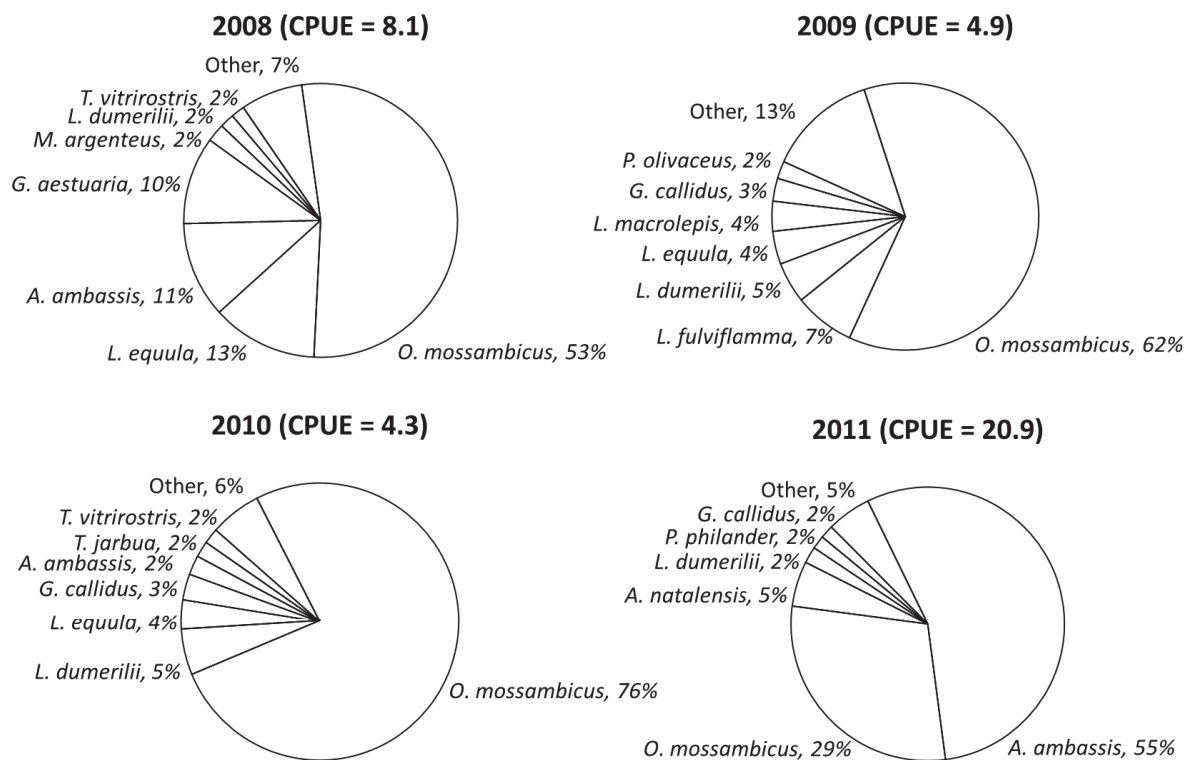 2008 (CPUE = 8.1)
Other, 7%
T. vitrirostris, 2%
L. dumerilii, 2%
M. argenteus, 2%
G. aestuaria, 10%
A. ambassis, 11%
L. equula, 13%
O. mossambicus, 53%
2009 (CPUE = 4.9)
Other, 13%
P. olivaceus, 2%
G. callidus, 3%
L. macrolepis, 4%
L. equula, 4%
L. dumerilii, 5%
L. fulviflamma, 7%
O. mossambicus, 62%
2010 (CPUE = 4.3)
Other, 6%
T. vitrirostris, 2%
T. jarbua, 2%
A. ambassis, 2%
G. callidus, 3%
L. equula, 4%
L. dumerilii, 5%
O. mossambicus, 76%
2011 (CPUE = 20.9)
Other, 5%
G. callidus, 2%
P. philander, 2%
L. dumerilii, 2%
A. natalensis, 5%
O. mossambicus, 29%
A. ambassis, 55%